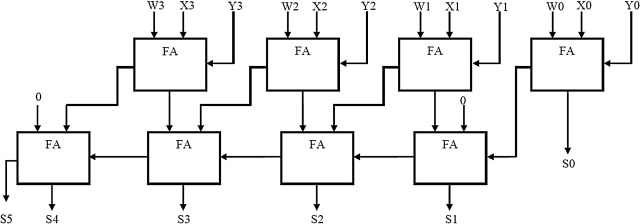 W3 X3 Y3 W2 X2 Y2 W1 X1 Y1 W0 X0 Y0
FA FA FA FA
0 0
FA FA FA FA
S0
S5 S4 S3 S2 S1